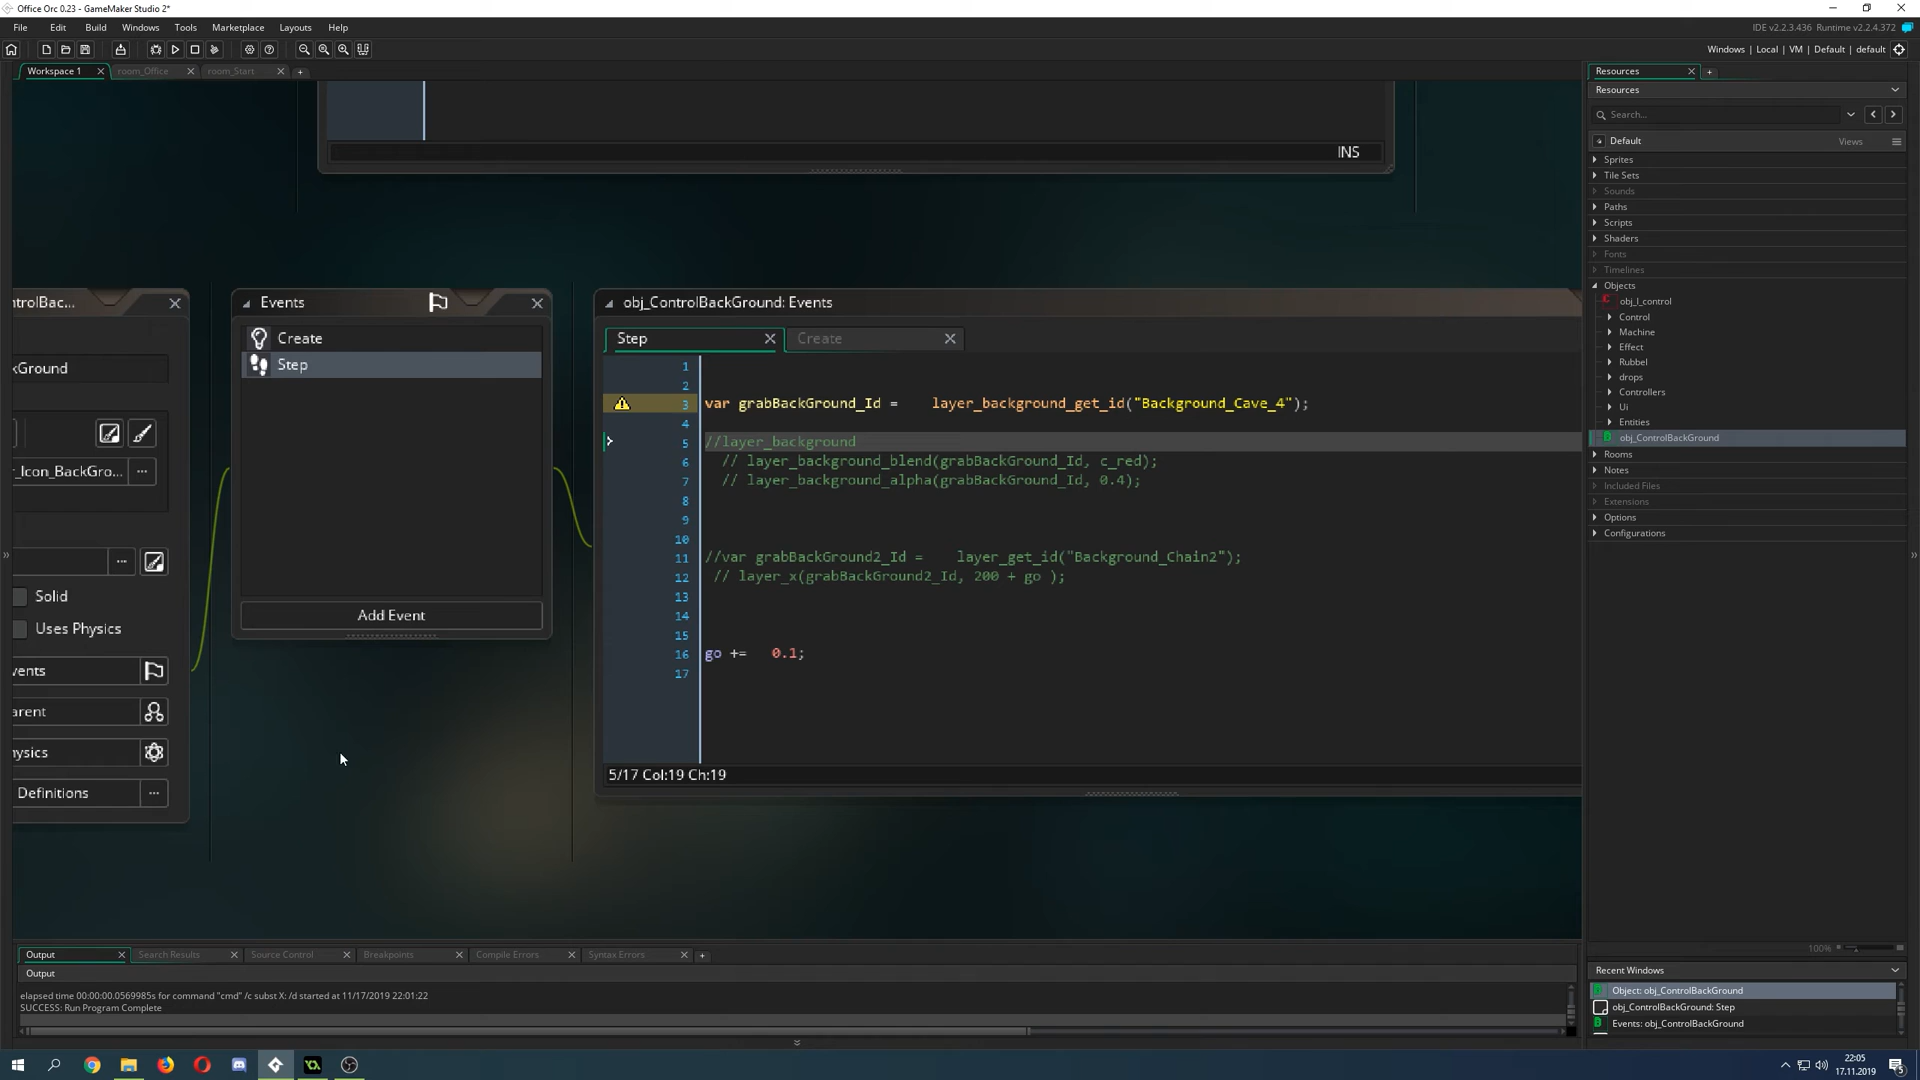 Office Orc 0.23 - GameMaker Studio 2*
File Edit Build Windows Tools Marketplace Layouts Help
IDE v2.2.3.436 Runtime v2.2.4.372
Windows | Local | VM | Default | default
Workspace 1 room_Office room_Start +
Resources +
Resources
Search...
Default Views
Sprites
Tile Sets
Sounds
Paths
Scripts
Shaders
Fonts
Timelines
Objects
obj_l_control
Control
Machine
Effect
Rubbel
drops
Controllers
Ui
Entities
obj_ControlBackGround
Rooms
Notes
Included Files
Extensions
Options
Configurations
100%
Recent Windows
Object: obj_ControlBackGround
obj_ControlBackGround: Step
Events: obj_ControlBackGround
INS
ntrolBac...
kGround
r_Icon_BackGro...
Solid
Uses Physics
vents
arent
hysics
Definitions
Events
Create
Step
Add Event
obj_ControlBackGround: Events
Step Create
1
2
3 var grabBackGround_Id = layer_background_get_id("Background_Cave_4");
4
5 //layer_background
6 // layer_background_blend(grabBackGround_Id, c_red);
7 // layer_background_alpha(grabBackGround_Id, 0.4);
8
9
10
11 //var grabBackGround2_Id = layer_get_id("Background_Chain2");
12 // layer_x(grabBackGround2_Id, 200 + go );
13
14
15
16 go += 0.1;
17
5/17 Col:19 Ch:19
Output Search Results Source Control Breakpoints Compile Errors Syntax Errors +
Output
elapsed time 00:00:00.0569985s for command "cmd" /c subst X: /d started at 11/17/2019 22:01:22
SUCCESS: Run Program Complete
22:05
17.11.2019
5